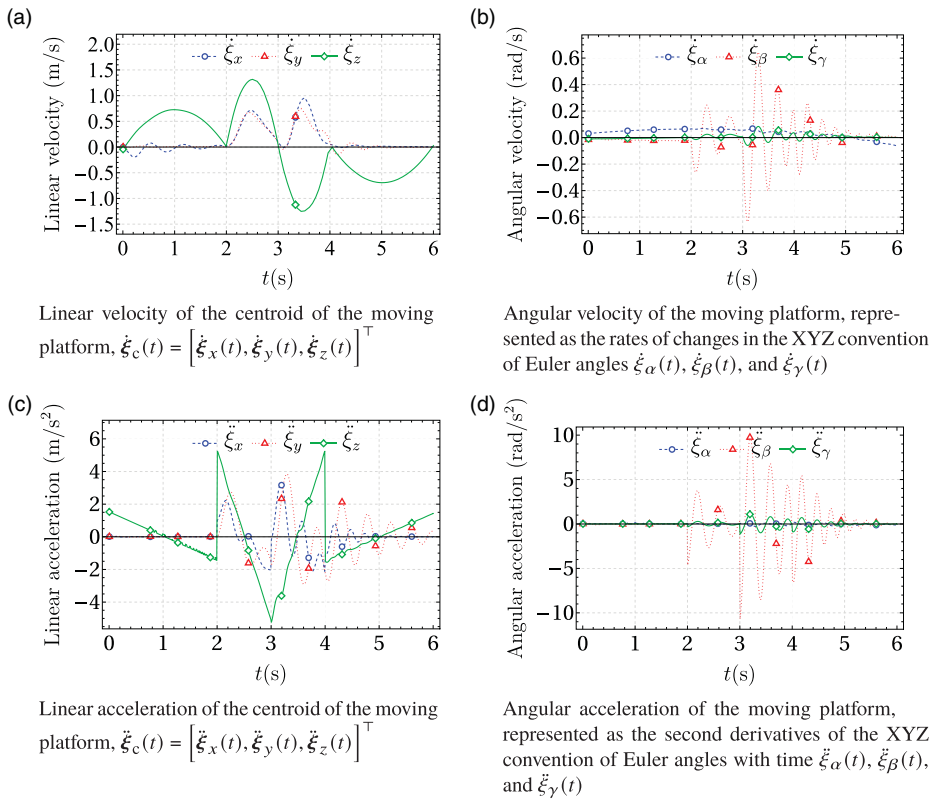 (a)
Linear velocity (m/s)
2.0
1.5
1.0
0.5
0.0
−0.5
−1.0
−1.5
ξ̇x ξ̇y ξ̇z
0 1 2 3 4 5 6
t(s)
Linear velocity of the centroid of the moving
platform, ξ̇c(t) = [ξ̇x(t), ξ̇y(t), ξ̇z(t)]⊤
(b)
Angular velocity (rad/s)
0.6
0.4
0.2
0.0
−0.2
−0.4
−0.6
ξ̇α ξ̇β ξ̇γ
0 1 2 3 4 5 6
t(s)
Angular velocity of the moving platform, repre-
sented as the rates of changes in the XYZ convention
of Euler angles ξ̇α(t), ξ̇β(t), and ξ̇γ(t)
(c)
Linear acceleration (m/s²)
6
4
2
0
−2
−4
ξ̈x ξ̈y ξ̈z
0 1 2 3 4 5 6
t(s)
Linear acceleration of the centroid of the moving
platform, ξ̈c(t) = [ξ̈x(t), ξ̈y(t), ξ̈z(t)]⊤
(d)
Angular acceleration (rad/s²)
10
5
0
−5
−10
ξ̈α ξ̈β ξ̈γ
0 1 2 3 4 5 6
t(s)
Angular acceleration of the moving platform,
represented as the second derivatives of the XYZ
convention of Euler angles with time ξ̈α(t), ξ̈β(t),
and ξ̈γ(t)